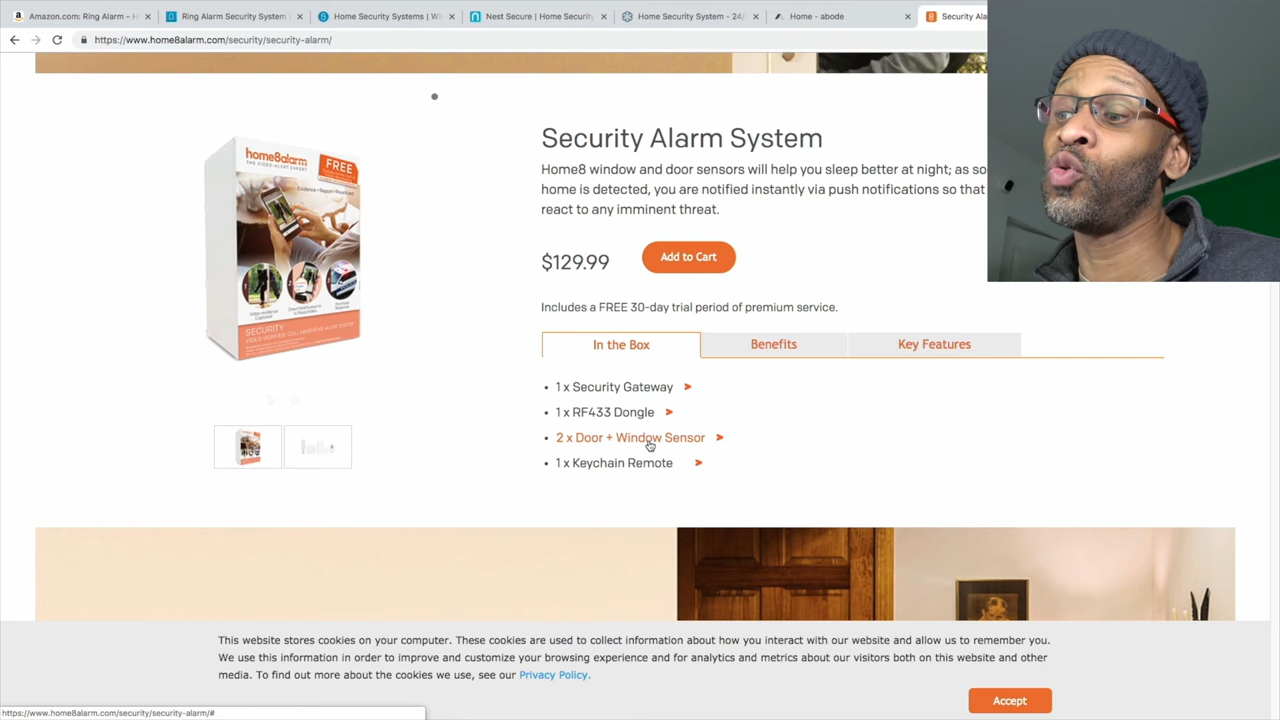 Amazon.com: Ring Alarm – H
Ring Alarm Security System |
Home Security Systems | Wi
Nest Secure | Home Security
Home Security System - 24/
Home - abode
Security Ala
https://www.home8alarm.com/security/security-alarm/
home8alarm
THE VIDEO-ALERT EXPERT
FREE
SECURITY
Security Alarm System
Home8 window and door sensors will help you sleep better at night; as so
home is detected, you are notified instantly via push notifications so that
react to any imminent threat.
$129.99
Add to Cart
Includes a FREE 30-day trial period of premium service.
In the Box
Benefits
Key Features
• 1 x Security Gateway
• 1 x RF433 Dongle
• 2 x Door + Window Sensor
• 1 x Keychain Remote
This website stores cookies on your computer. These cookies are used to collect information about how you interact with our website and allow us to remember you.
We use this information in order to improve and customize your browsing experience and for analytics and metrics about our visitors both on this website and other
media. To find out more about the cookies we use, see our Privacy Policy.
Accept
https://www.home8alarm.com/security/security-alarm/#